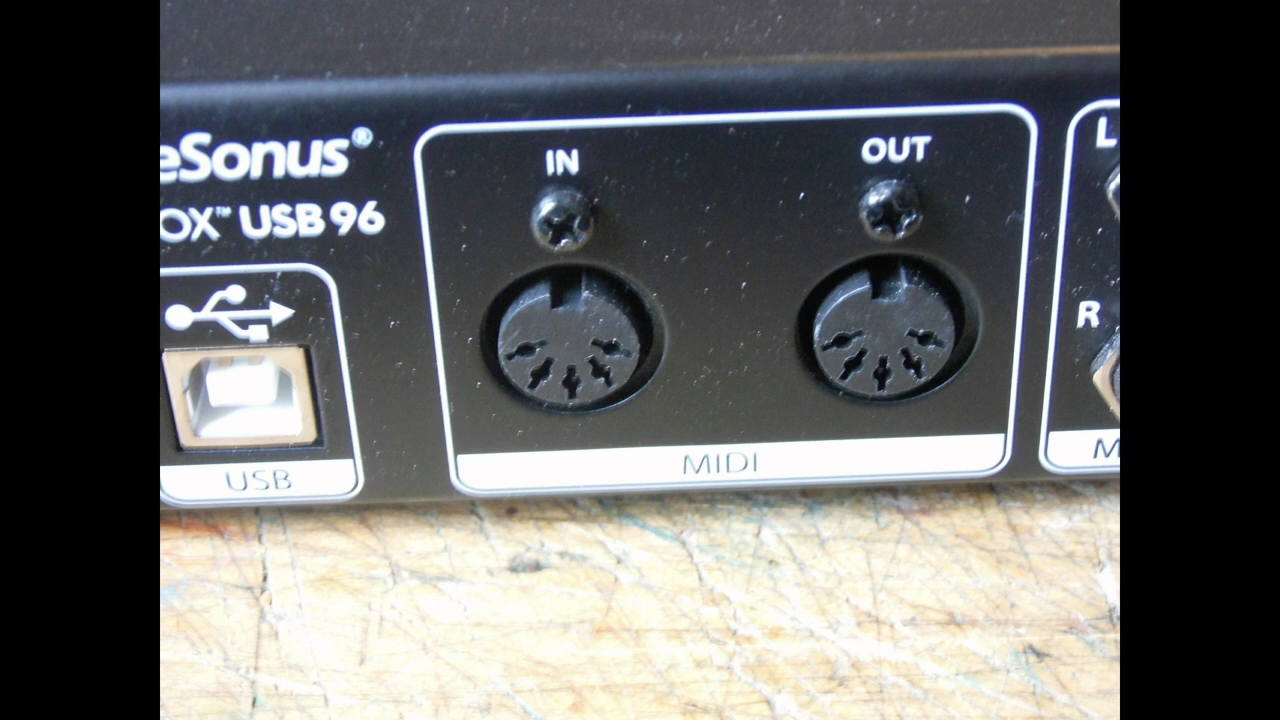 eSonus®
OX™ USB 96
USB
IN
OUT
MIDI
L
R
M